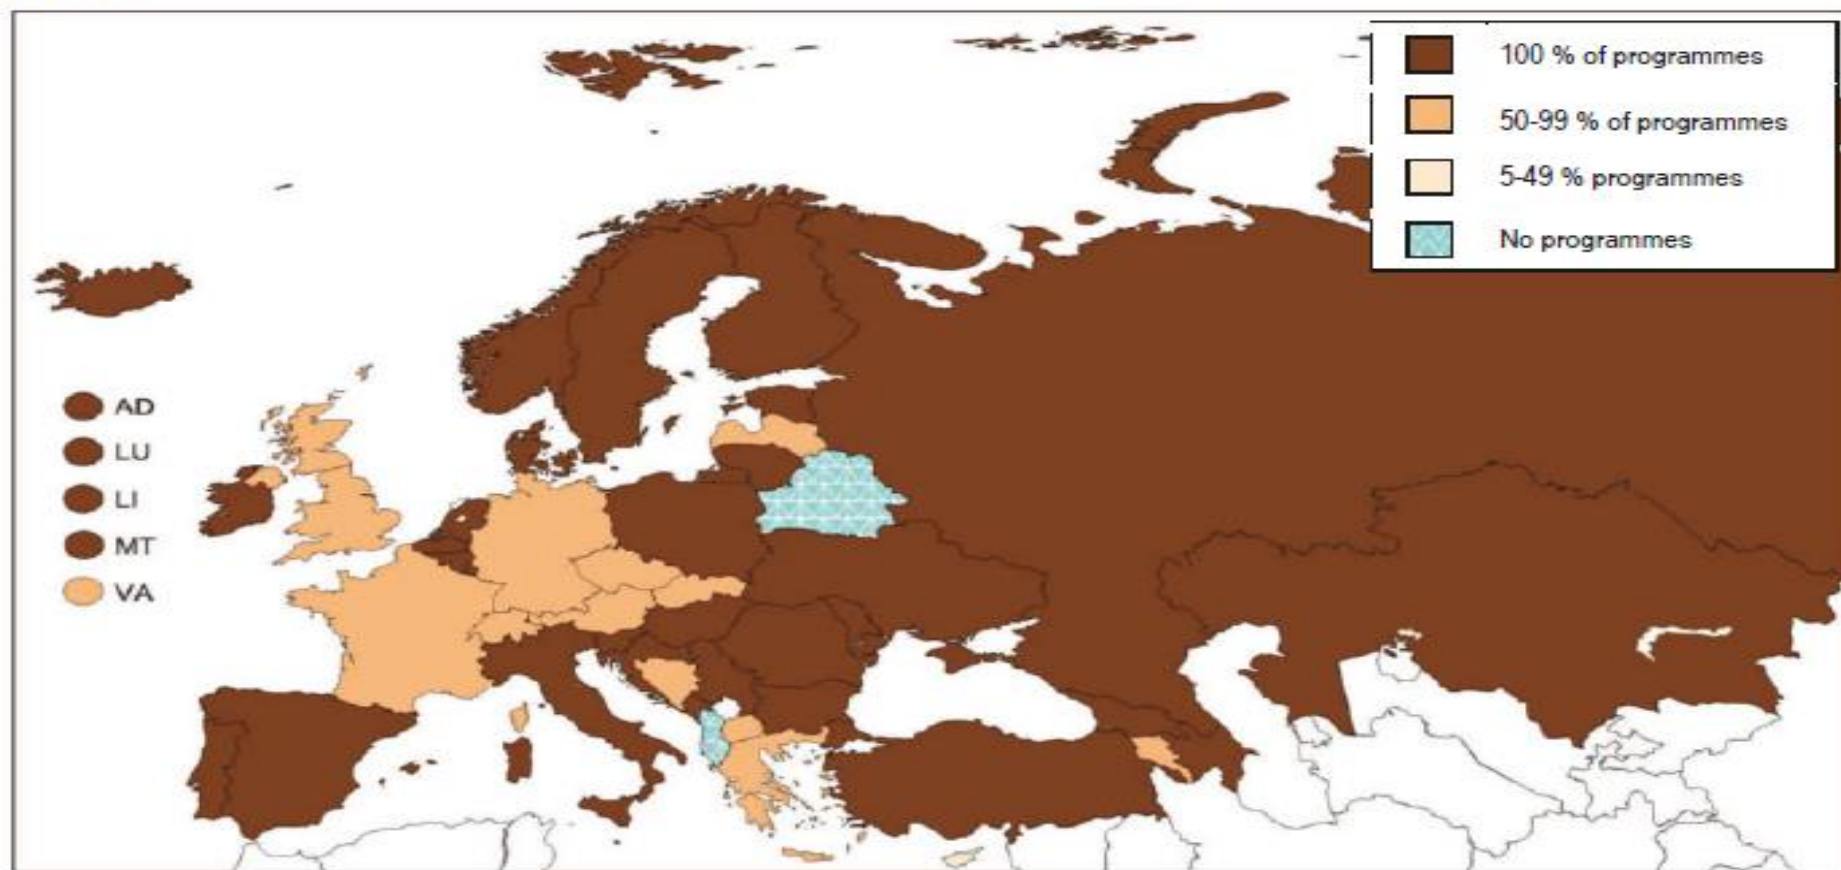 100 % of programmes
50-99 % of programmes
5-49 % programmes
No programmes
AD
LU
LI
MT
VA